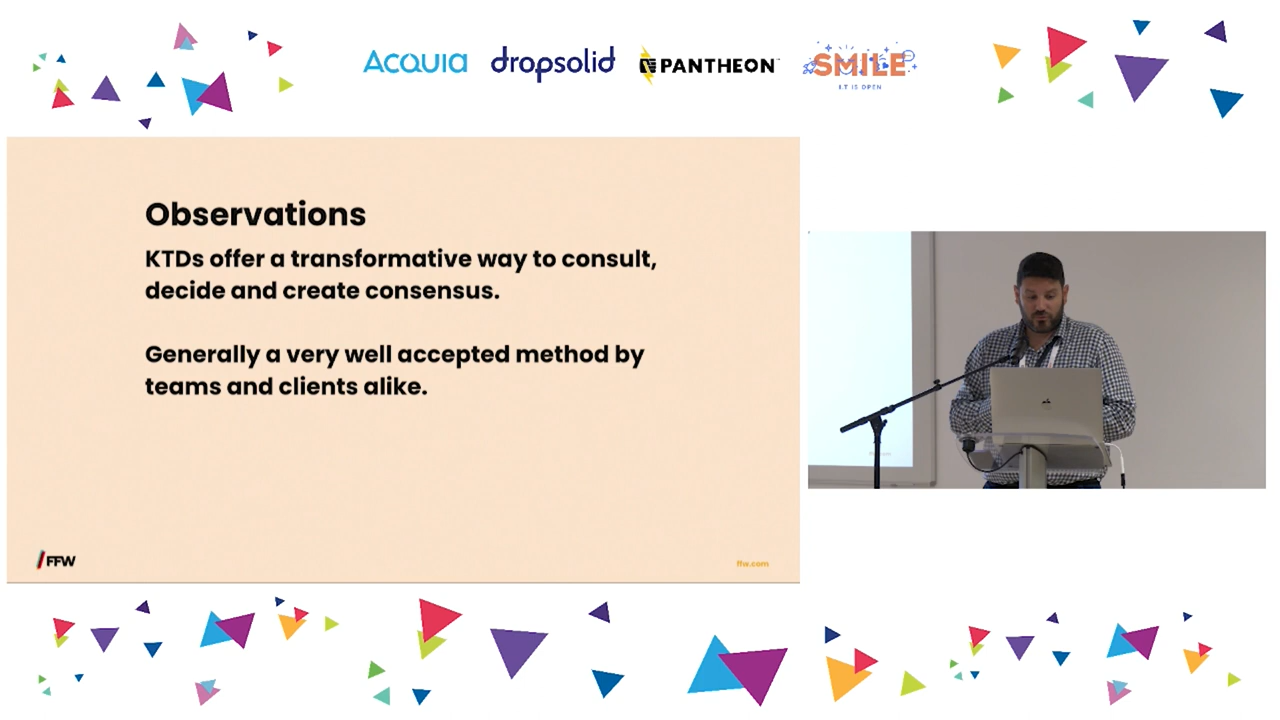 ACQUIA
dropsolid
PANTHEON
SMILE
I.T IS OPEN
Observations
KTDs offer a transformative way to consult,
decide and create consensus.
Generally a very well accepted method by
teams and clients alike.
FFW
ffw.com